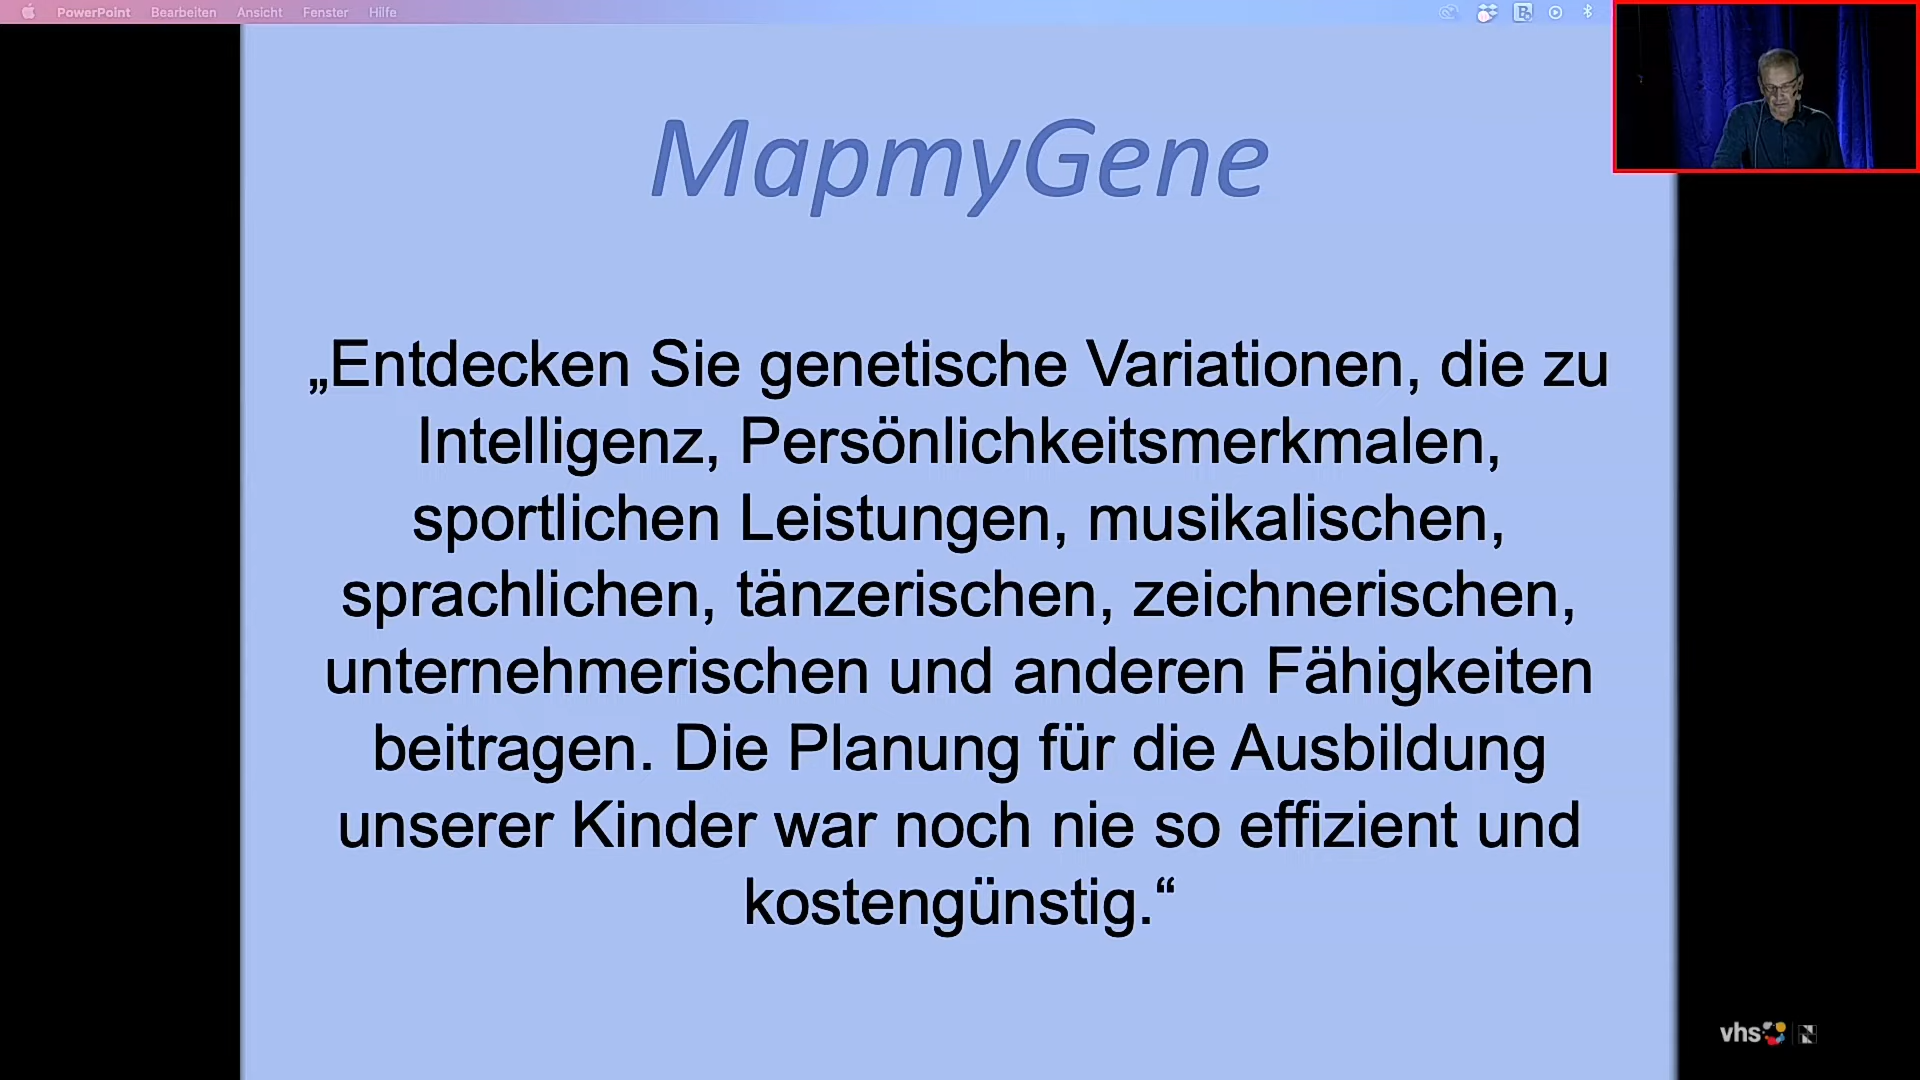 PowerPoint Bearbeiten Ansicht Fenster Hilfe
MapmyGene
„Entdecken Sie genetische Variationen, die zu
Intelligenz, Persönlichkeitsmerkmalen,
sportlichen Leistungen, musikalischen,
sprachlichen, tänzerischen, zeichnerischen,
unternehmerischen und anderen Fähigkeiten
beitragen. Die Planung für die Ausbildung
unserer Kinder war noch nie so effizient und
kostengünstig.“
vhs